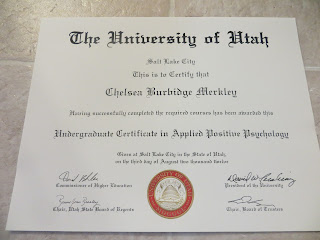 The University of Utah
Salt Lake City
This is to Certify that
Chelsea Burbidge Merkley
Having successfully completed the required courses has been awarded this
Undergraduate Certificate in Applied Positive Psychology
Given at Salt Lake City in the State of Utah,
on the third day of August two thousand twelve
Commissioner of Higher Education
President of the University
Chair, Utah State Board of Regents
Chair, Board of Trustees